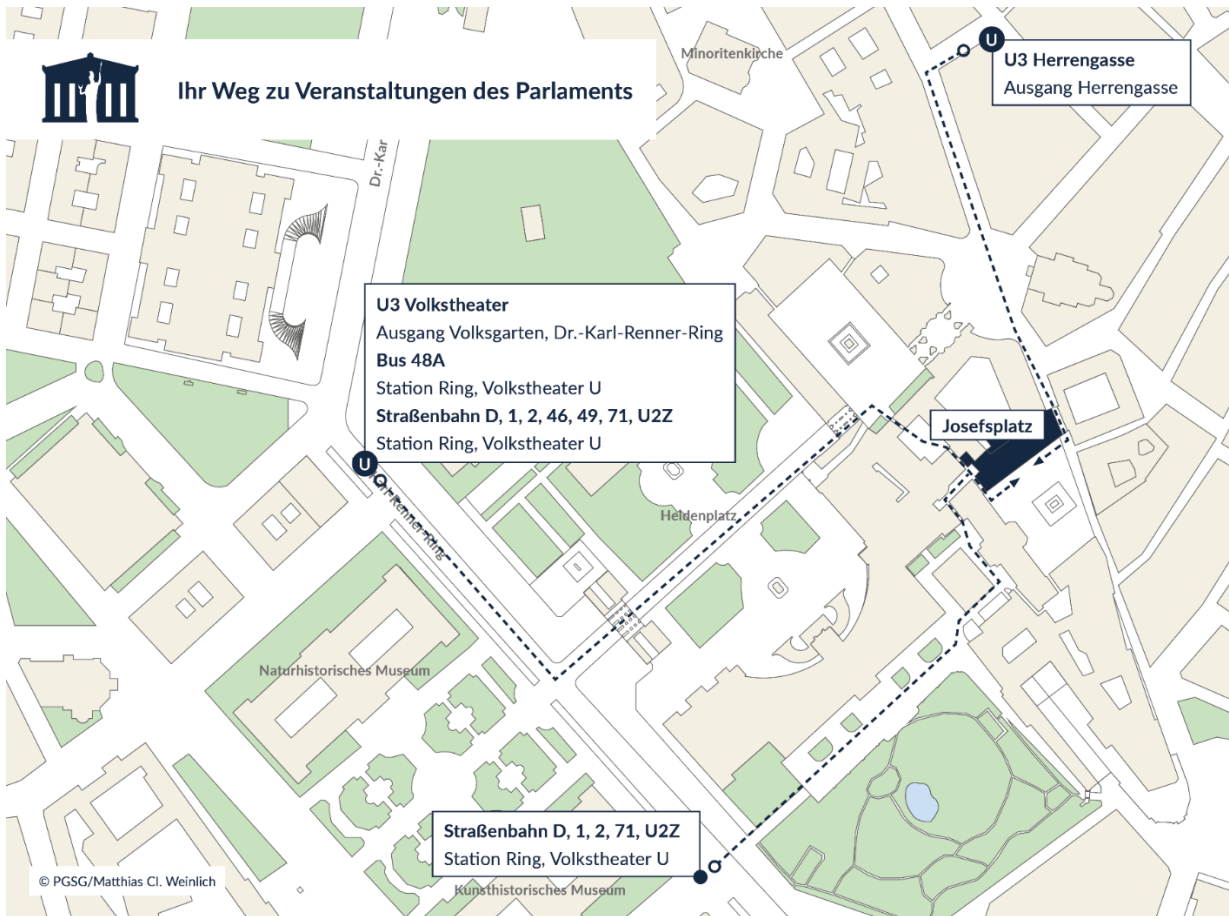 Ihr Weg zu Veranstaltungen des Parlaments
Minoritenkirche
U
U3 Herrengasse
Ausgang Herrengasse
Dr.-Kar
U3 Volkstheater
Ausgang Volksgarten, Dr.-Karl-Renner-Ring
Bus 48A
Station Ring, Volkstheater U
Straßenbahn D, 1, 2, 46, 49, 71, U2Z
Station Ring, Volkstheater U
Josefsplatz
U
-Renner-Ring
Heldenplatz
Naturhistorisches Museum
Straßenbahn D, 1, 2, 71, U2Z
Station Ring, Volkstheater U
Kunsthistorisches Museum
© PGSG/Matthias Cl. Weinlich